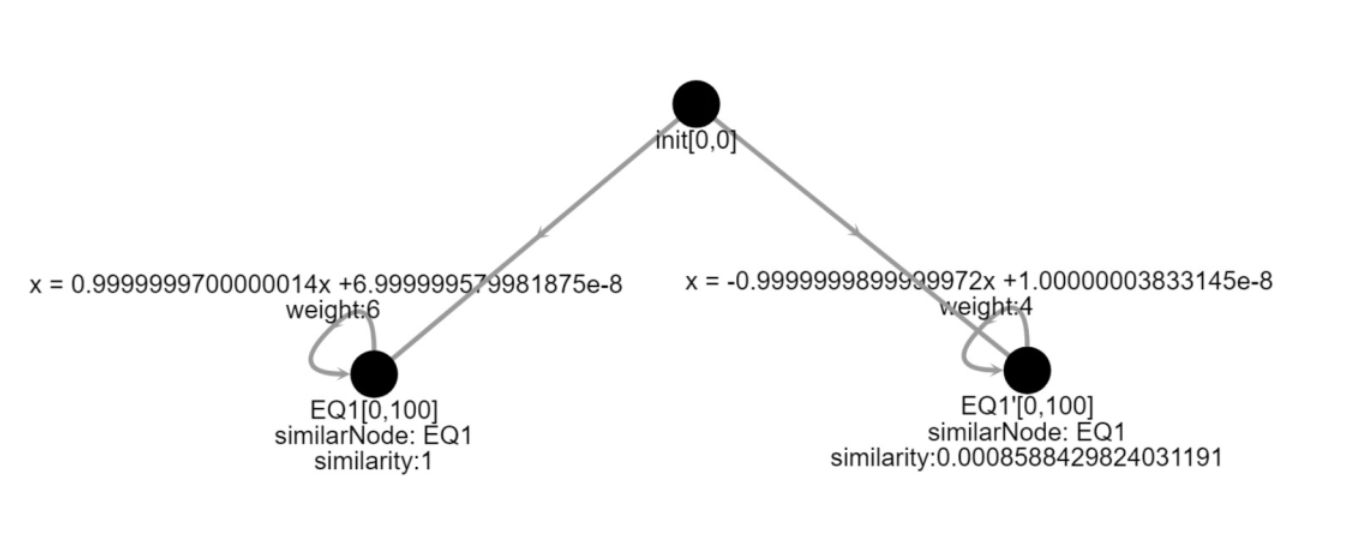 init[0,0]
x = 0.9999999700000014x +6.999999579981875e-8
weight:6
x = -0.9999999899999972x +1.00000003833145e-8
weight:4
EQ1[0,100]
similarNode: EQ1
similarity:1
EQ1'[0,100]
similarNode: EQ1
similarity:0.0008588429824031191